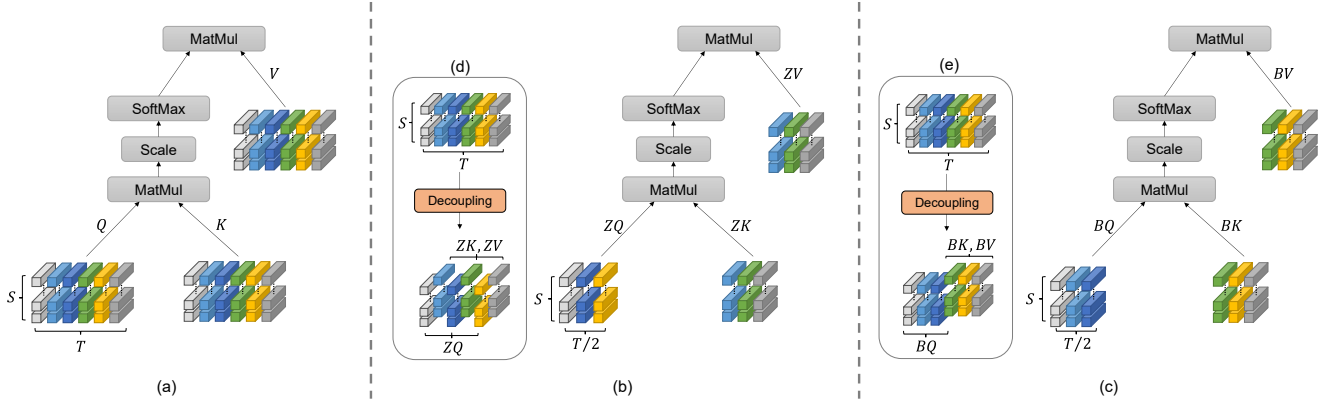 MatMul
V
SoftMax
Scale
MatMul
Q
K
S
T
(a)
(d)
S
T
Decoupling
ZK, ZV
ZQ
MatMul
ZV
SoftMax
Scale
MatMul
ZQ
ZK
S
T/2
(b)
(e)
S
T
Decoupling
BK, BV
BQ
MatMul
BV
SoftMax
Scale
MatMul
BQ
BK
S
T/2
(c)